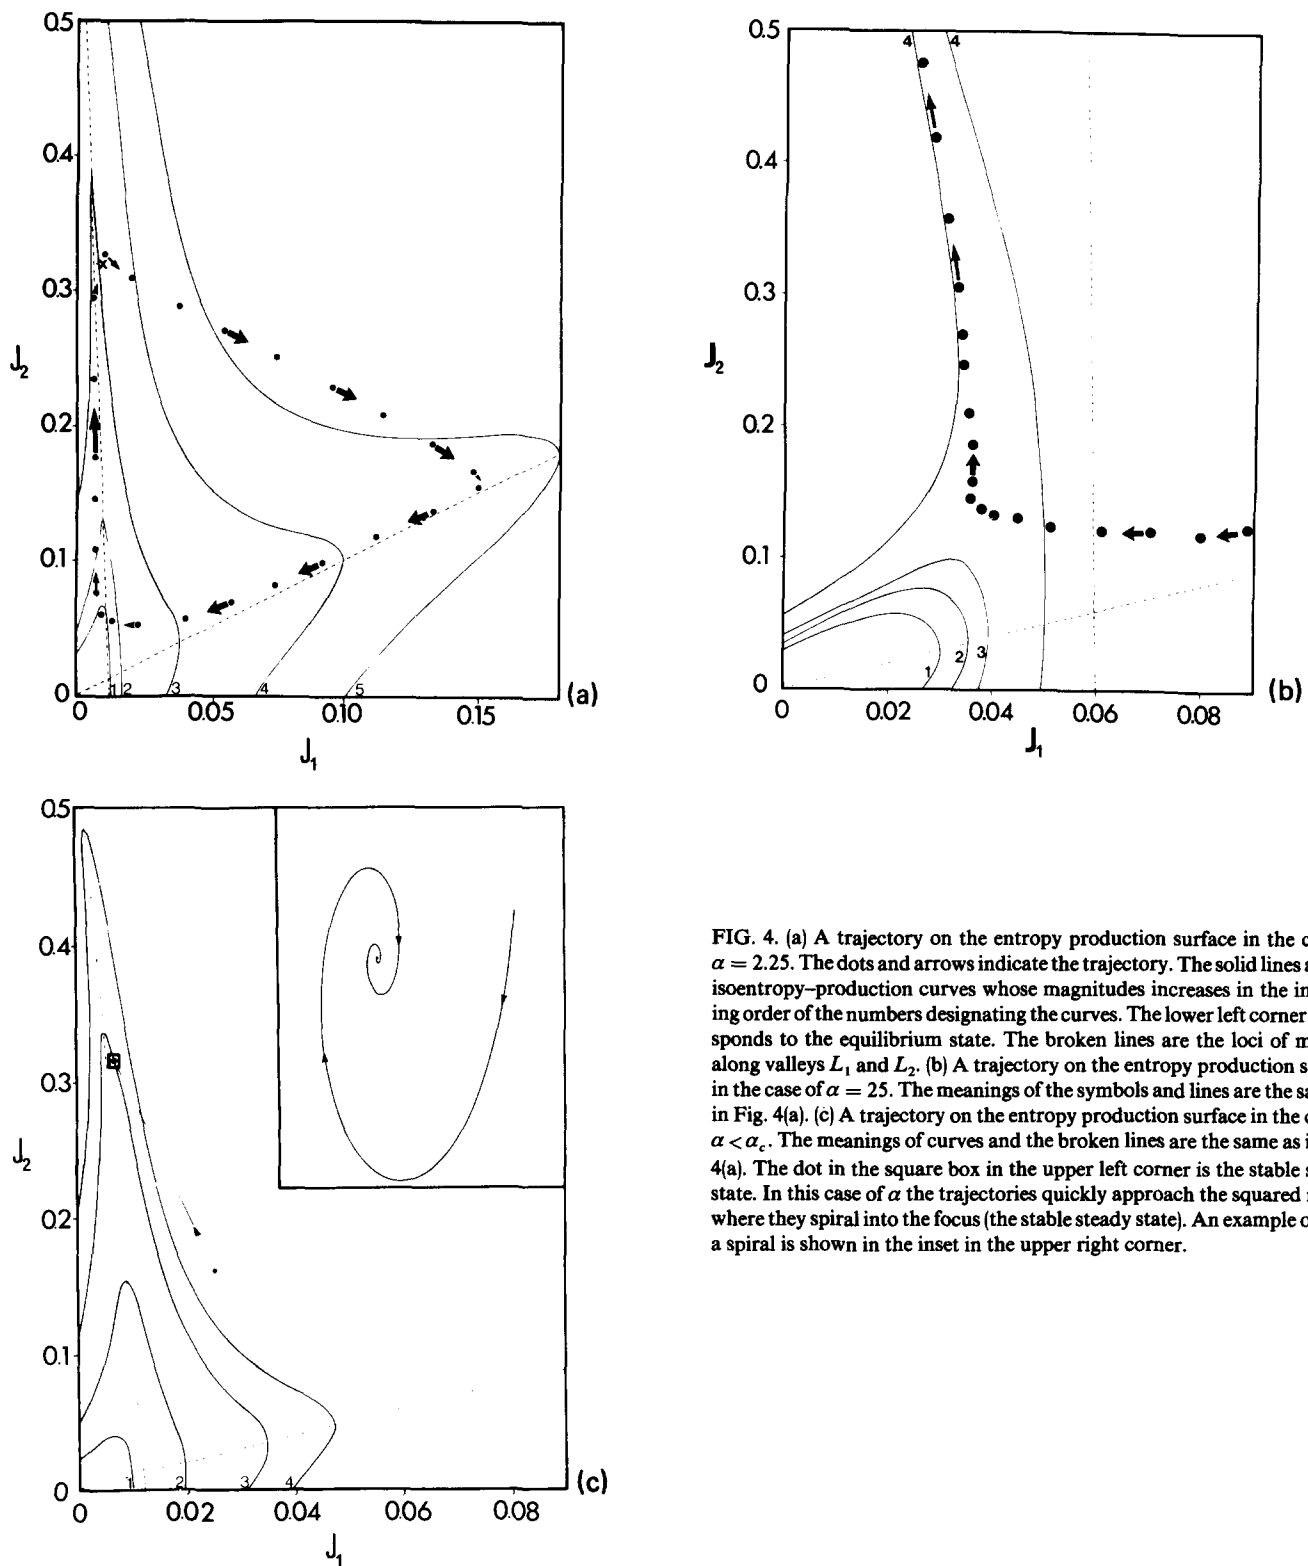 0.5
0.4
0.3
J2
0.2
0.1
0
1
2
3
4
5
(a)
0
0.05
0.10
0.15
J1
0.5
4
4
0.4
0.3
J2
0.2
0.1
0
1
2
3
(b)
0
0.02
0.04
0.06
0.08
J1
0.5
0.4
0.3
J2
0.2
0.1
0
1
2
3
4
(c)
0
0.02
0.04
0.06
0.08
J1
FIG. 4. (a) A trajectory on the entropy production surface in the
α = 2.25. The dots and arrows indicate the trajectory. The solid lines
isoentropy–production curves whose magnitudes increases in the
ing order of the numbers designating the curves. The lower left corner
sponds to the equilibrium state. The broken lines are the loci of
along valleys L1 and L2. (b) A trajectory on the entropy production
in the case of α = 25. The meanings of the symbols and lines are the
in Fig. 4(a). (c) A trajectory on the entropy production surface in the
α < αc. The meanings of curves and the broken lines are the same as
4(a). The dot in the square box in the upper left corner is the stable
state. In this case of α the trajectories quickly approach the squared
where they spiral into the focus (the stable steady state). An example
a spiral is shown in the inset in the upper right corner.